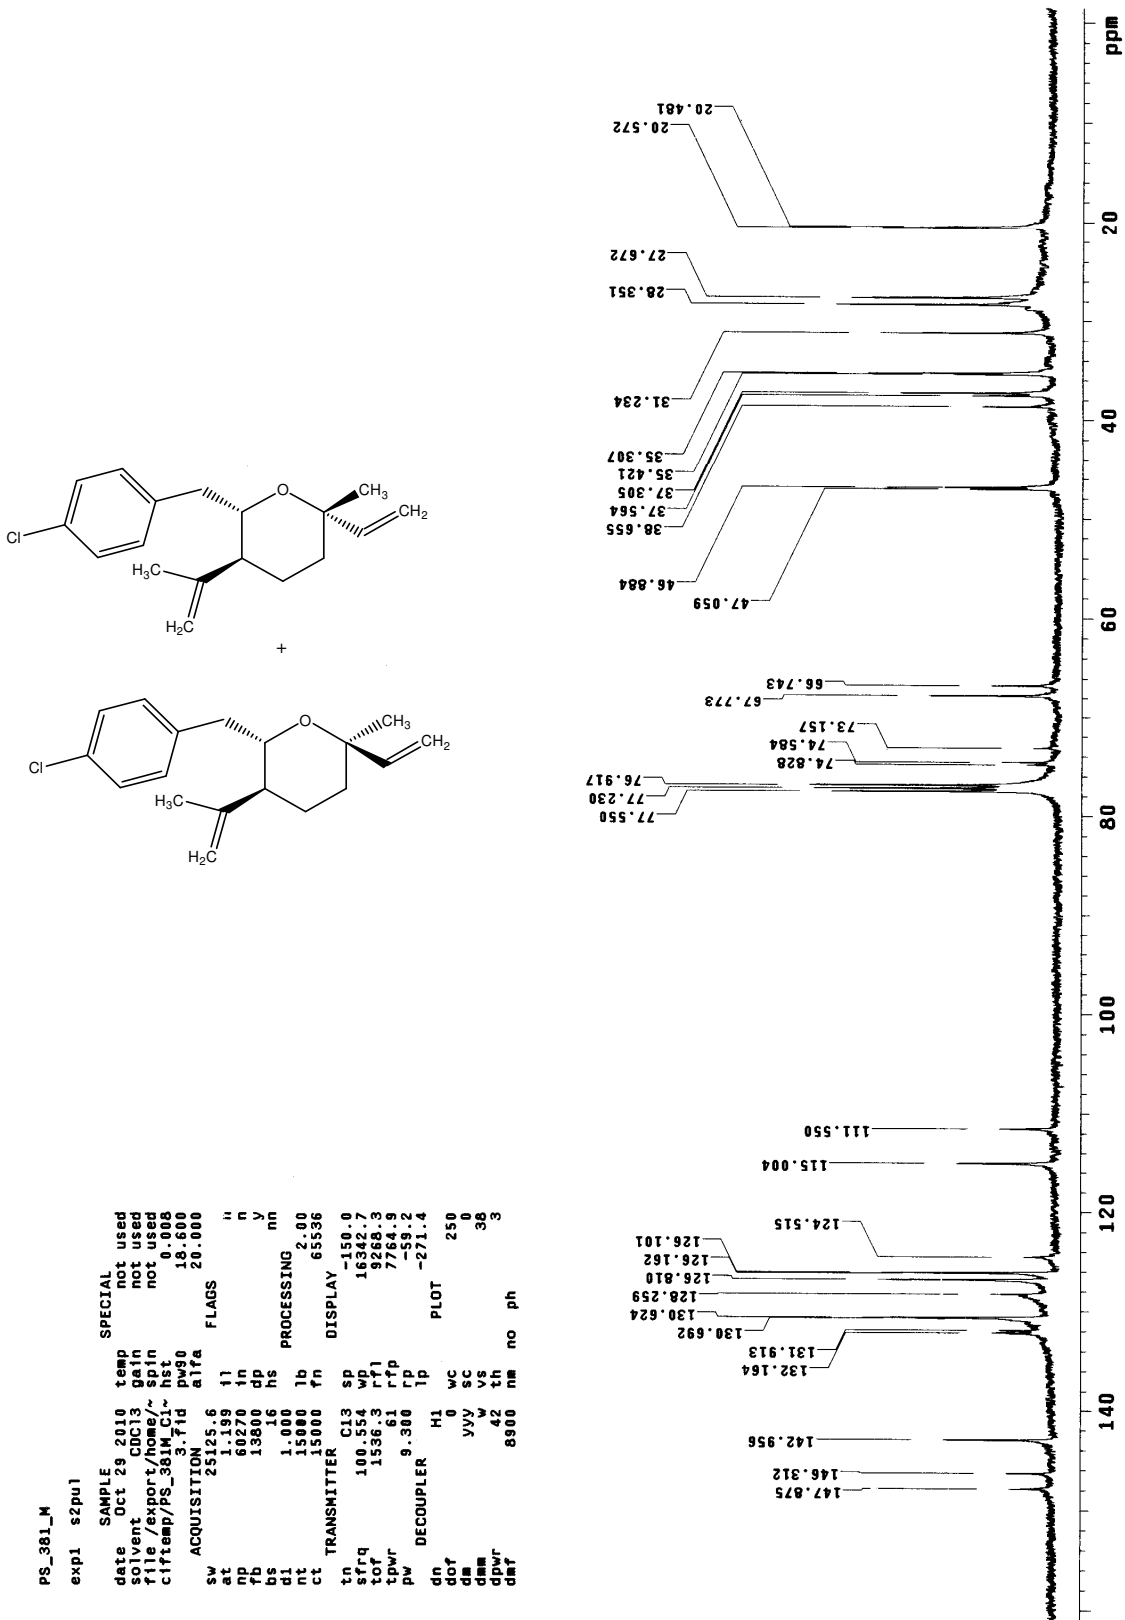 PS_381_M
exp1 s2pul
SAMPLE
date Oct 29 2010
solvent CDCl3
file /export/home/~
ciftemp/PS_381M_C1~
3.fid
ACQUISITION
sw 25125.6
at 1.199
np 60270
fb 13800
bs 16
d1 1.000
nt 15000
ct 15000
TRANSMITTER
tn C13
sfrq 100.554
tof 1536.3
tpwr 61
pw 9.300
DECOUPLER
dn H1
dof 0
dm yyy
dmm w
dpwr 42
dmf 8900
SPECIAL
temp not used
gain not used
spin not used
hst 0.008
pw90 18.600
alfa 20.000
FLAGS
il n
in n
dp y
hs nn
PROCESSING
lb 2.00
fn 65536
DISPLAY
sp -150.0
wp 16342.7
rfl 9268.3
rfp 7764.9
rp -59.2
lp -271.4
PLOT
wc 250
sc 0
vs 38
th 3
nm no ph
Cl
O
CH3
CH2
H3C
H2C
+
Cl
O
CH3
CH2
H3C
H2C
147.875
146.312
142.956
132.164
131.913
130.692
130.624
128.259
126.810
126.162
126.101
124.515
115.004
111.550
77.550
77.230
76.917
74.828
74.584
73.157
67.773
66.743
47.059
46.884
38.655
37.564
37.305
35.421
35.307
31.234
28.351
27.672
20.572
20.481
140
120
100
80
60
40
20
ppm